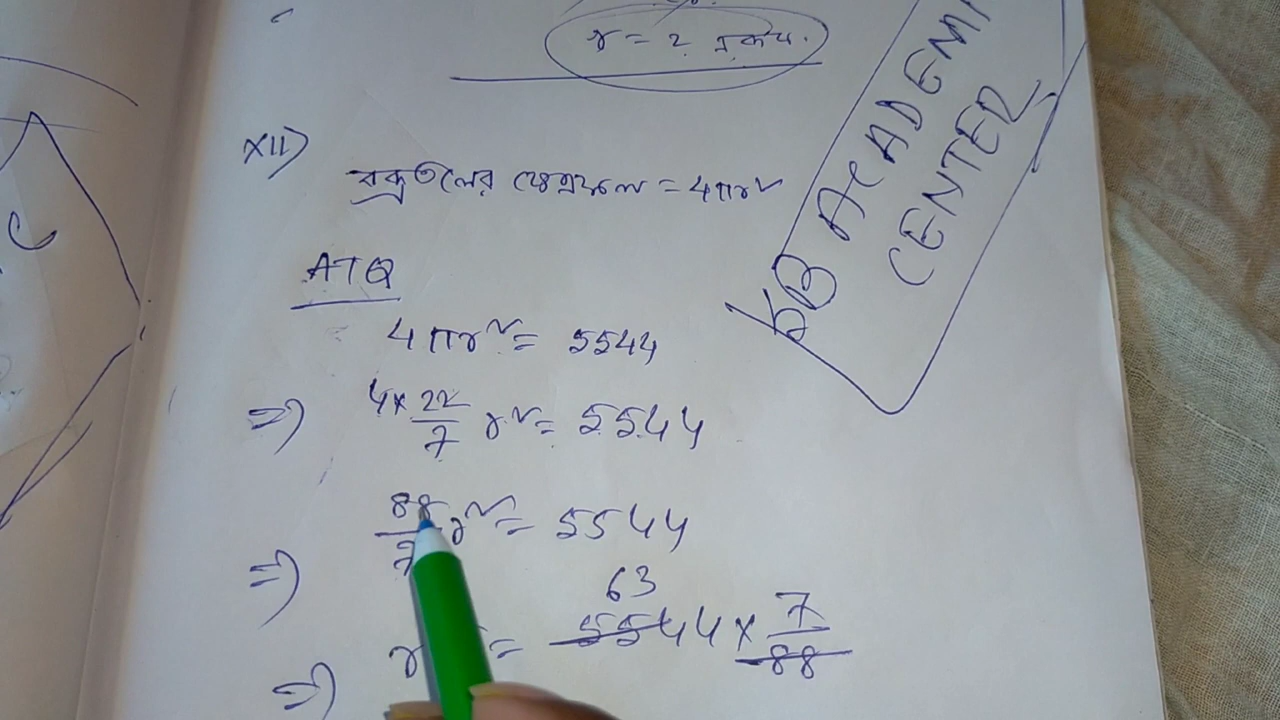 r = 2 একক.
XII)
বক্রতলের ক্ষেত্রফল = 4πr²
ATQ
4πr² = 5544
=> 4 × 22/7 r² = 5544
=> 88/7 r² = 5544
63
=> r² = 5544 × 7/88
BB ACADEMI
CENTER
C